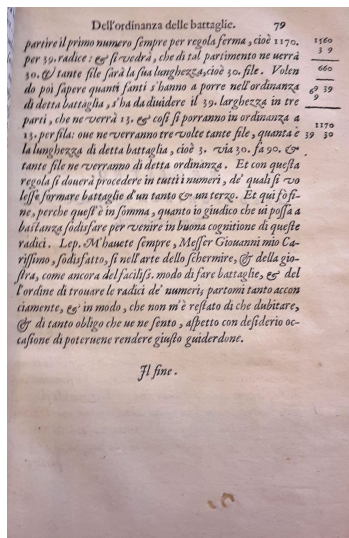 Dell'ordinanza delle battaglie. 79
partire il primo numero sempre per regola ferma, cioè 1170.
per 39. radice: & si vedrà, che di tal partimento ne uerrà
30. & tante file sarà la sua lunghezza, cioè 30. file. Volen
do poi sapere quanti fanti s'hanno a porre nell'ordinanza
di detta battaglia, s'ha da diuidere il 39. larghezza in tre
parti, che ne verrà 13. & così si porranno in ordinanza a
13. per fila: oue ne verranno tre volte tante file, quanta è
la lunghezza di detta battaglia, cioè 3. via 30. fa 90. &
tante file ne verranno di detta ordinanza. Et con questa
regola si douerà procedere in tutti i numeri, de' quali si vo
lesse formare battaglie d'un tanto & un terzo. Et qui fò fi-
ne, perche quest'è in somma, quanto io giudico che ui possa a
bastanza sodisfare per venire in buona cognitione di queste
radici. Lep. M'hauete sempre, Messer Giouanni mio Ca-
rissimo, sodisfatto, sì nell'arte dello schermire, & della gio-
stra, come ancora del faciliss. modo di fare battaglie, & del
l'ordine di trouare le radici de' numeri; partomi tanto accon
ciamente, & in modo, che non m'è restato di che dubitare,
& di tanto obligo che ue ne sento, aspetto con desiderio oc-
casione di poteruene rendere giusto guiderdone.
Il fine.
1560
3 9
660
69 39
9
1170
39 30